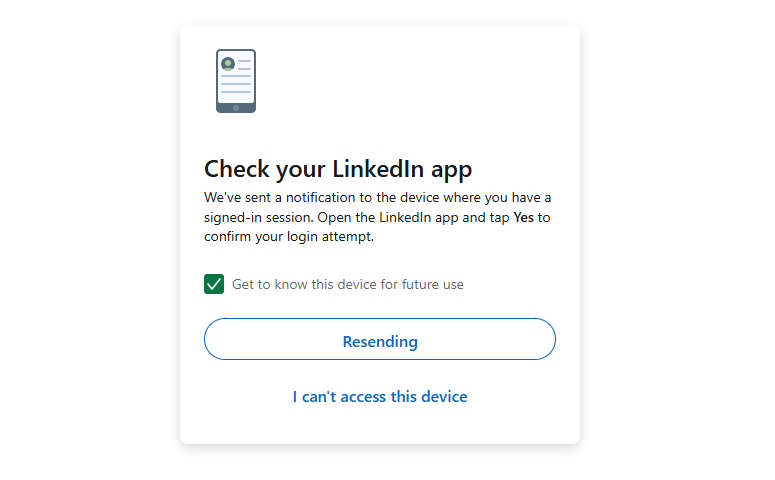 Check your LinkedIn app
We've sent a notification to the device where you have a
signed-in session. Open the LinkedIn app and tap Yes to
confirm your login attempt.
Get to know this device for future use
Resending
I can't access this device